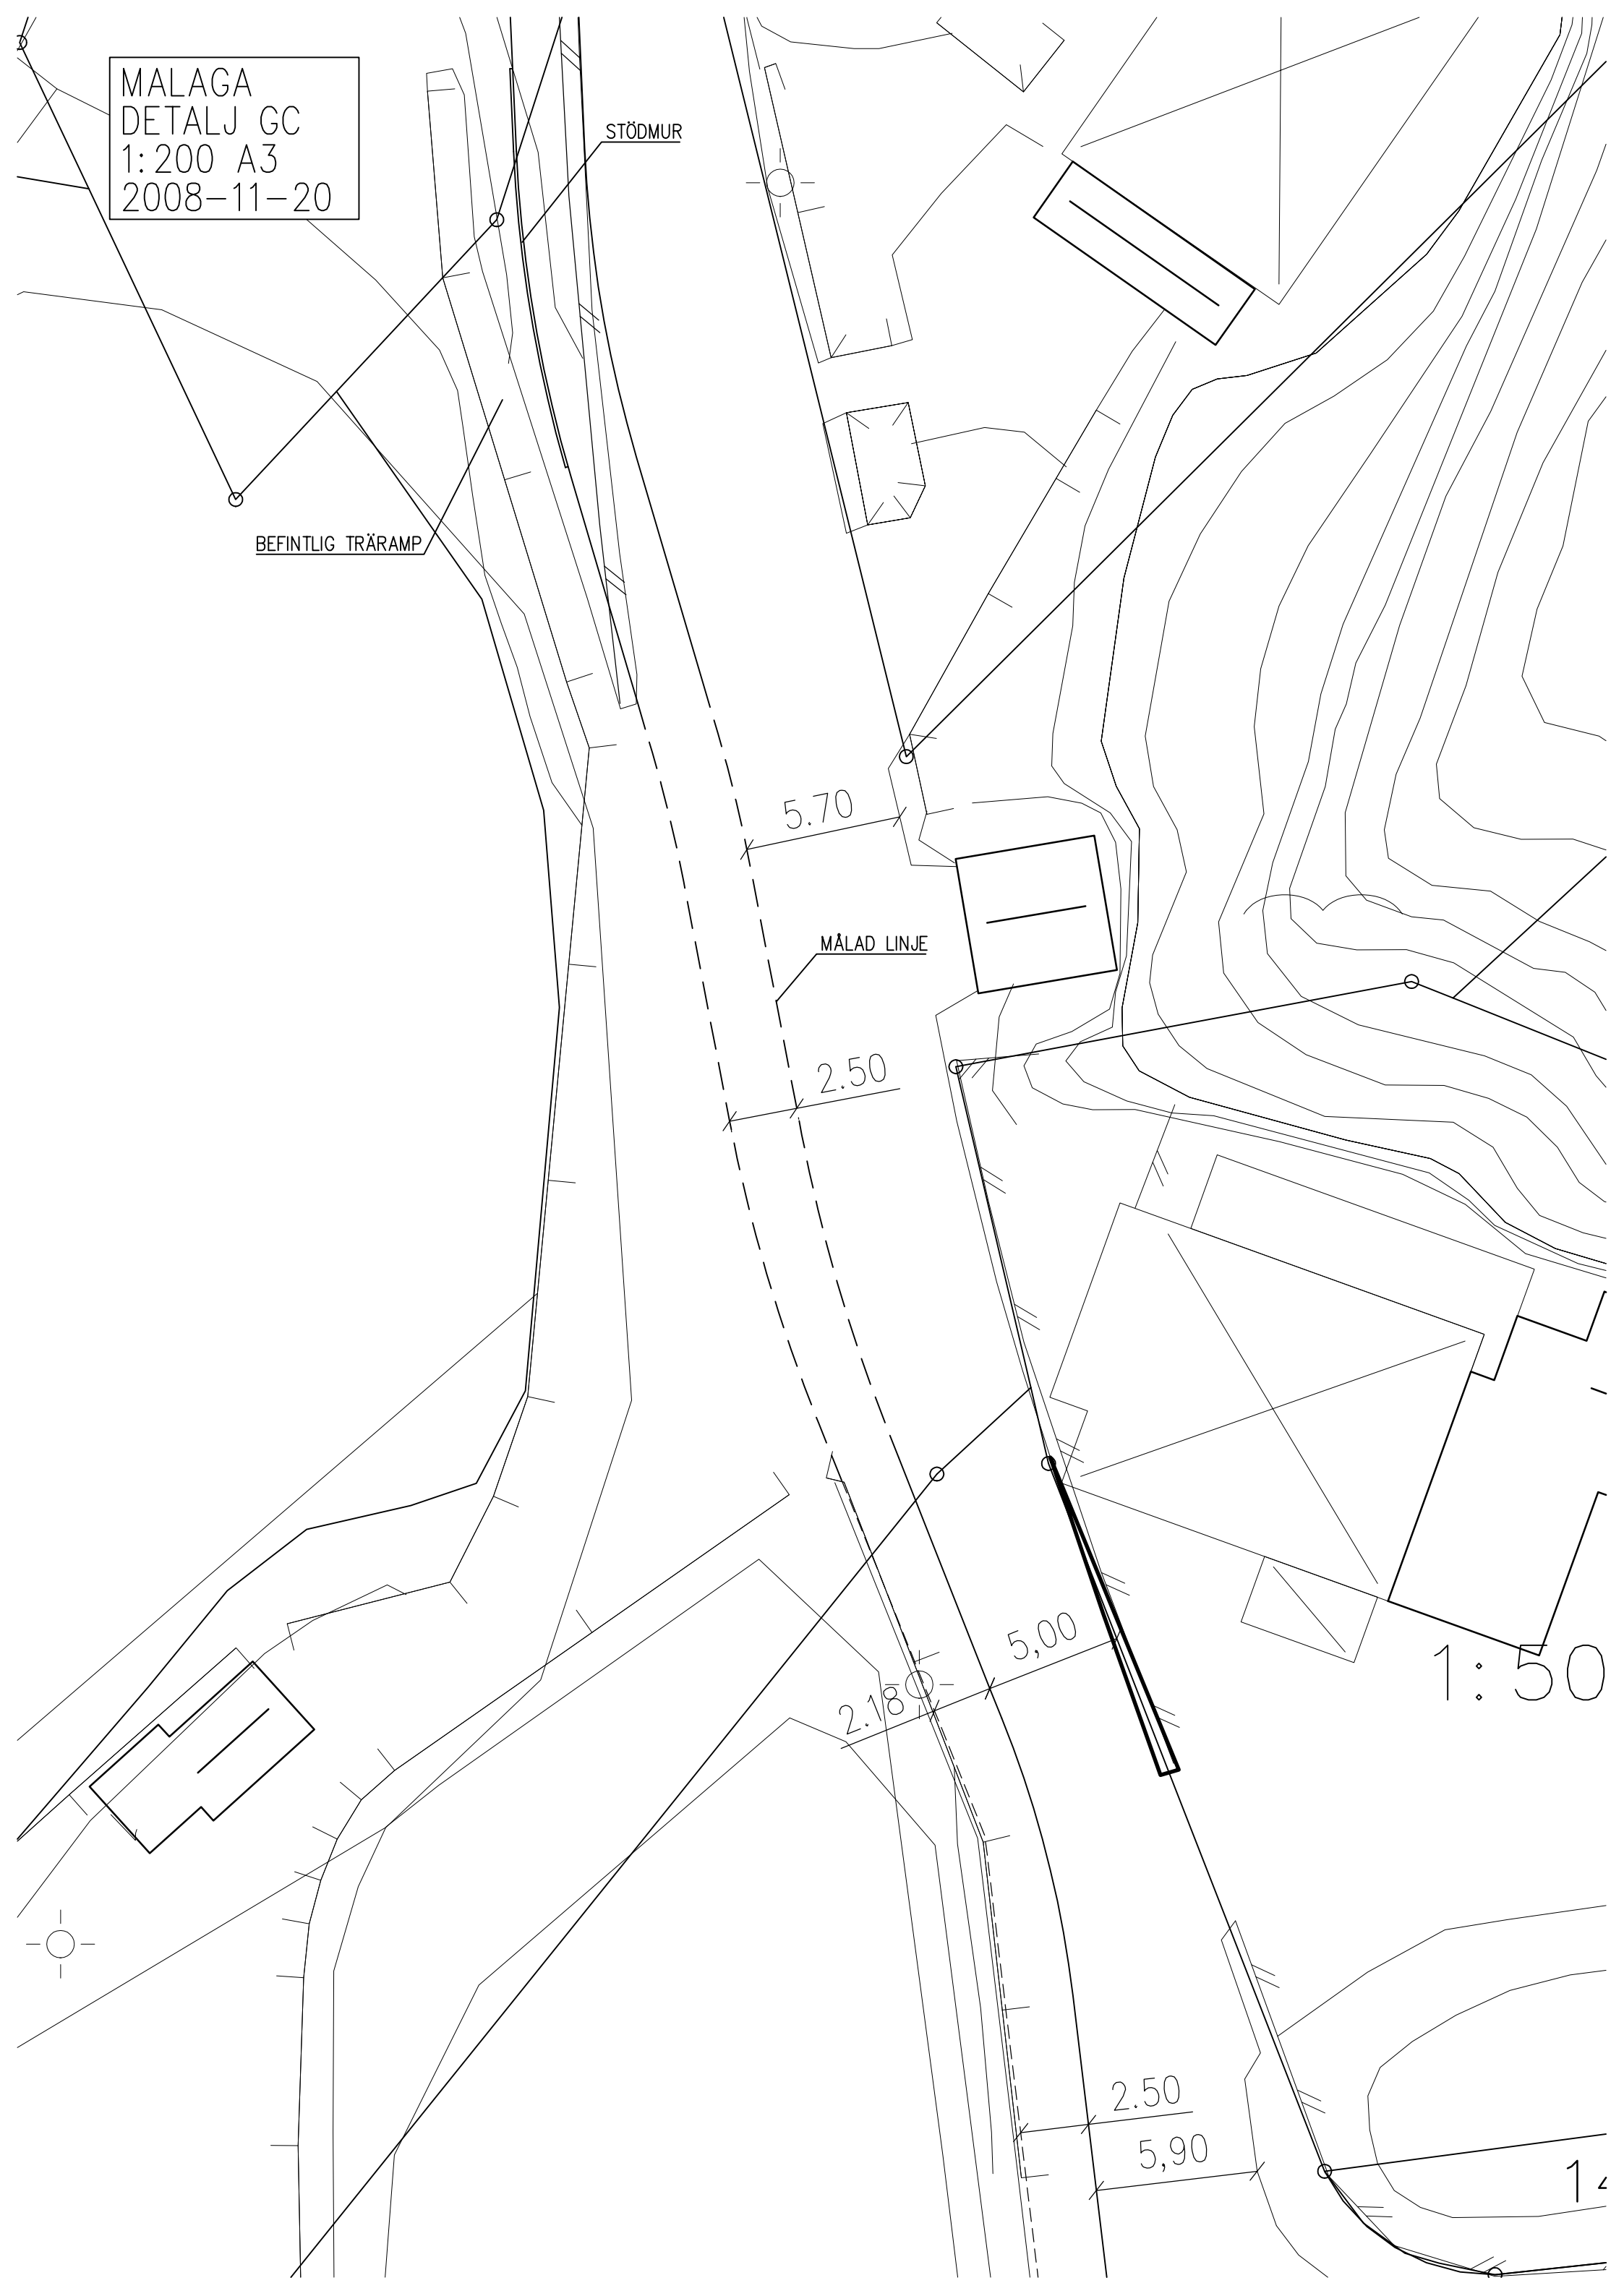 MALAGA
DETALJ GC
1:200 A3
2008-11-20
STÖDMUR
BEFINTLIG TRÄRAMP
5.70
MÅLAD LINJE
2.50
5,00
2.18
1:50
2.50
5,90